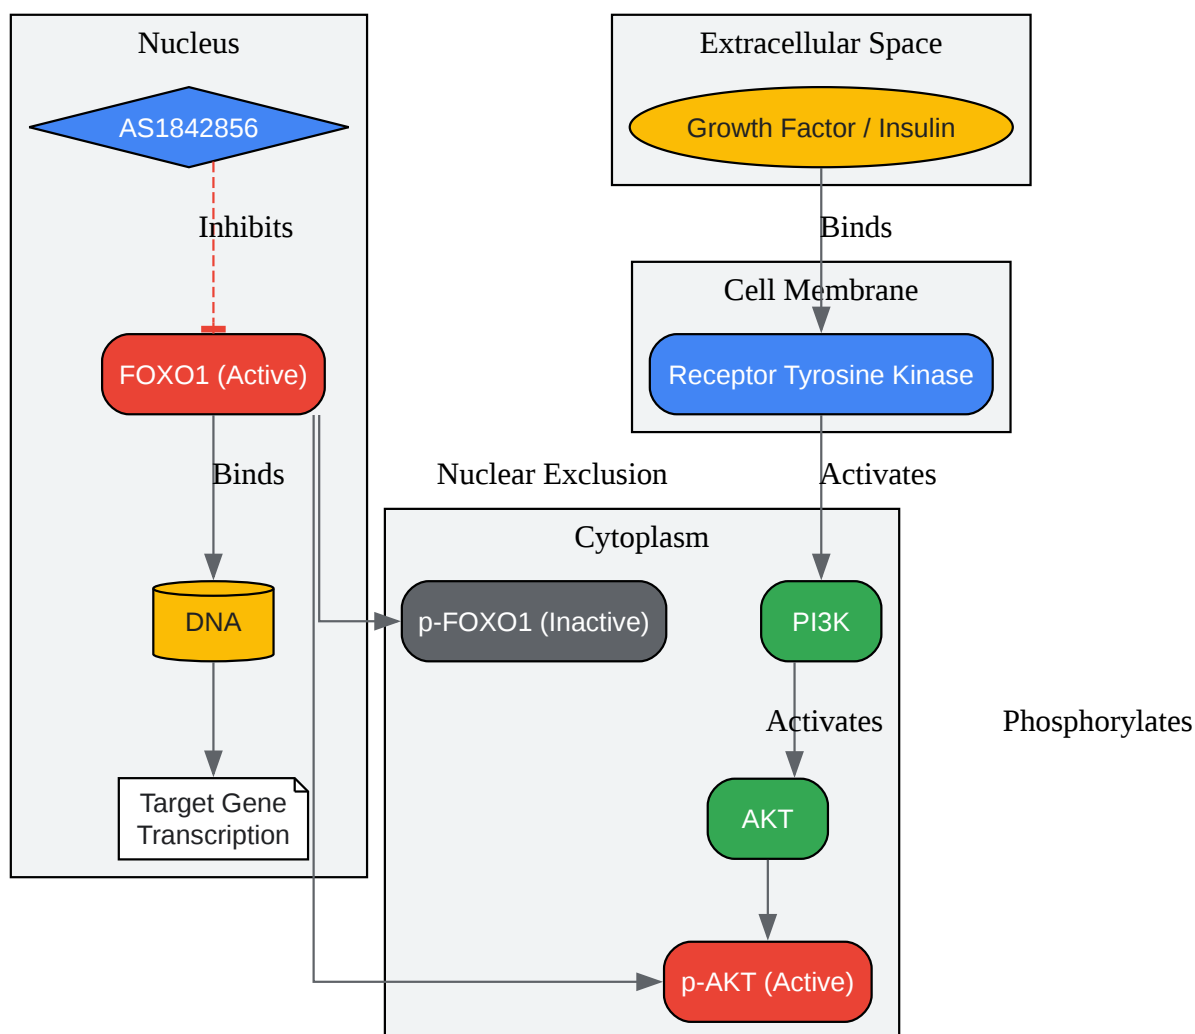 Nucleus
AS1842856
Inhibits
FOXO1 (Active)
Binds
DNA
Target Gene
Transcription
Extracellular Space
Growth Factor / Insulin
Binds
Cell Membrane
Receptor Tyrosine Kinase
Nuclear Exclusion
Activates
Cytoplasm
p-FOXO1 (Inactive)
PI3K
Activates
Phosphorylates
AKT
p-AKT (Active)